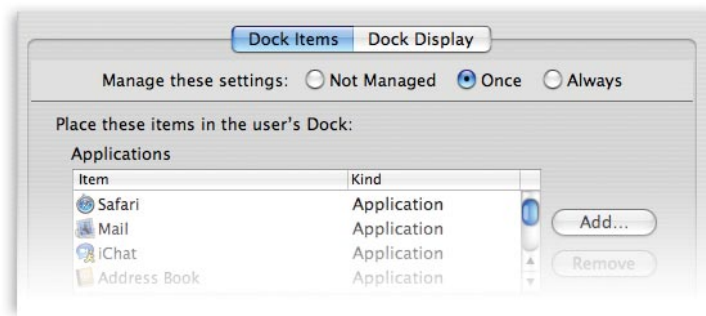 Dock Items Dock Display
Manage these settings: Not Managed Once Always
Place these items in the user's Dock:
Applications
Item Kind
Safari Application
Mail Application
Add...
iChat Application
Remove
Address Book Application